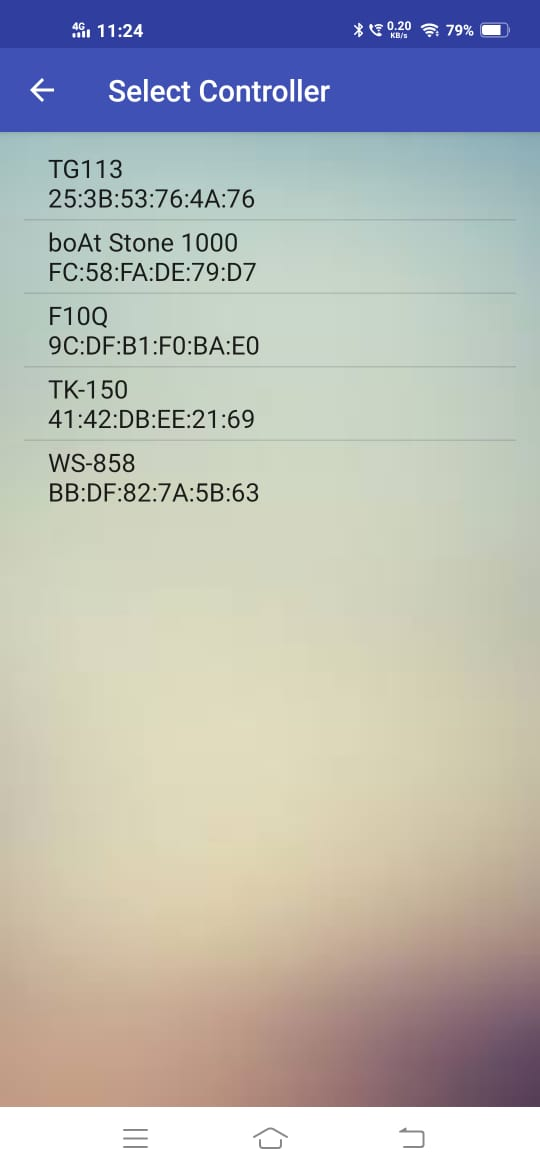 4G 11:24 0.20 KB/s 79%
Select Controller
TG113
25:3B:53:76:4A:76
boAt Stone 1000
FC:58:FA:DE:79:D7
F10Q
9C:DF:B1:F0:BA:E0
TK-150
41:42:DB:EE:21:69
WS-858
BB:DF:82:7A:5B:63